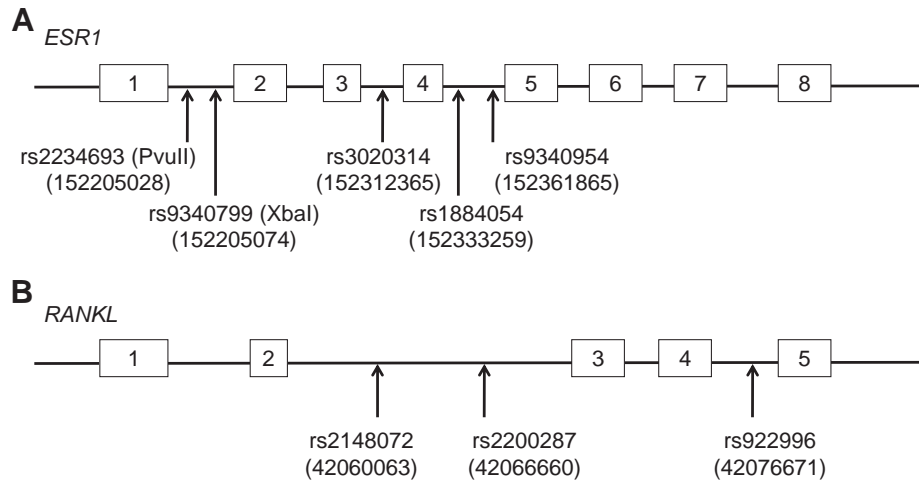 A
ESR1
1 2 3 4 5 6 7 8
rs2234693 (PvuII)
(152205028)
rs9340799 (XbaI)
(152205074)
rs3020314
(152312365)
rs1884054
(152333259)
rs9340954
(152361865)
B
RANKL
1 2 3 4 5
rs2148072
(42060063)
rs2200287
(42066660)
rs922996
(42076671)